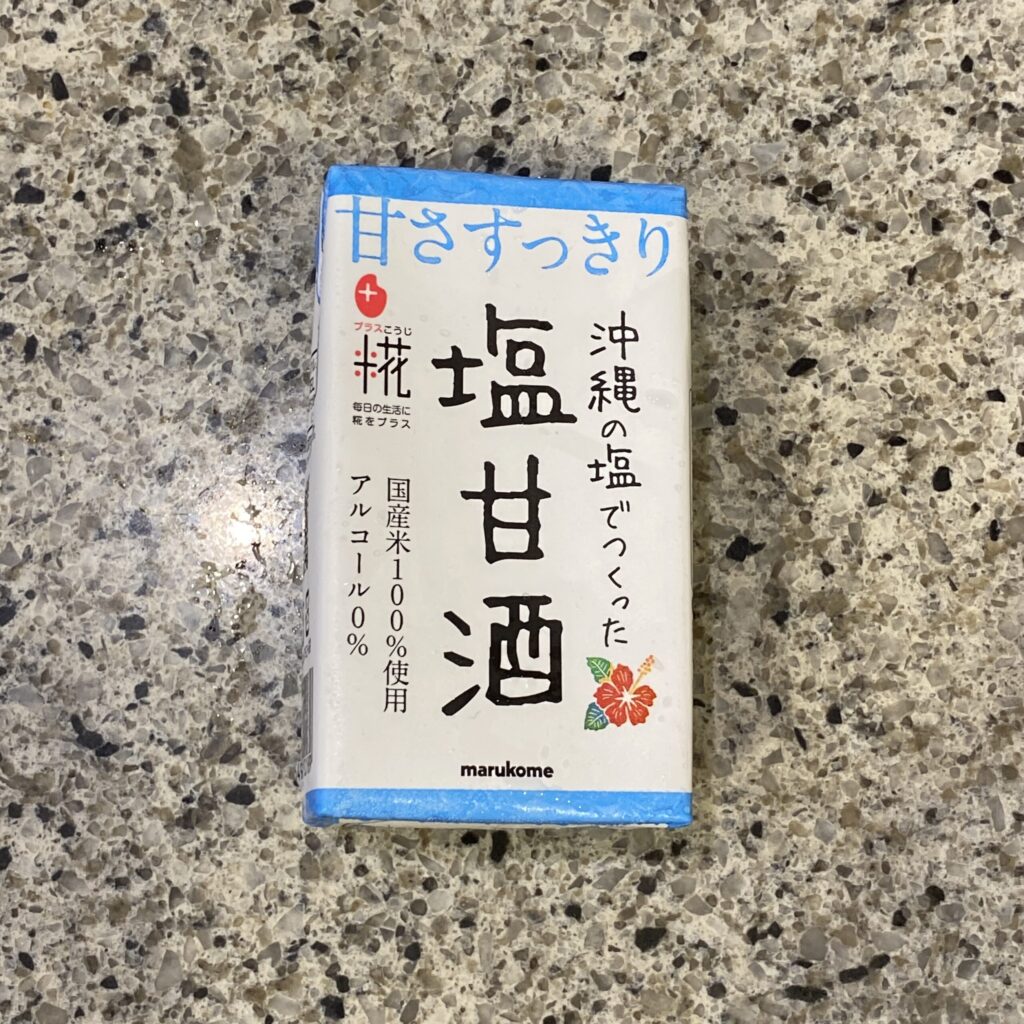 甘さすっきり
沖縄の塩でつくった
塩甘酒
プラスこうじ
糀
毎日の生活に
糀をプラス
国産米100%使用
アルコール0%
marukome